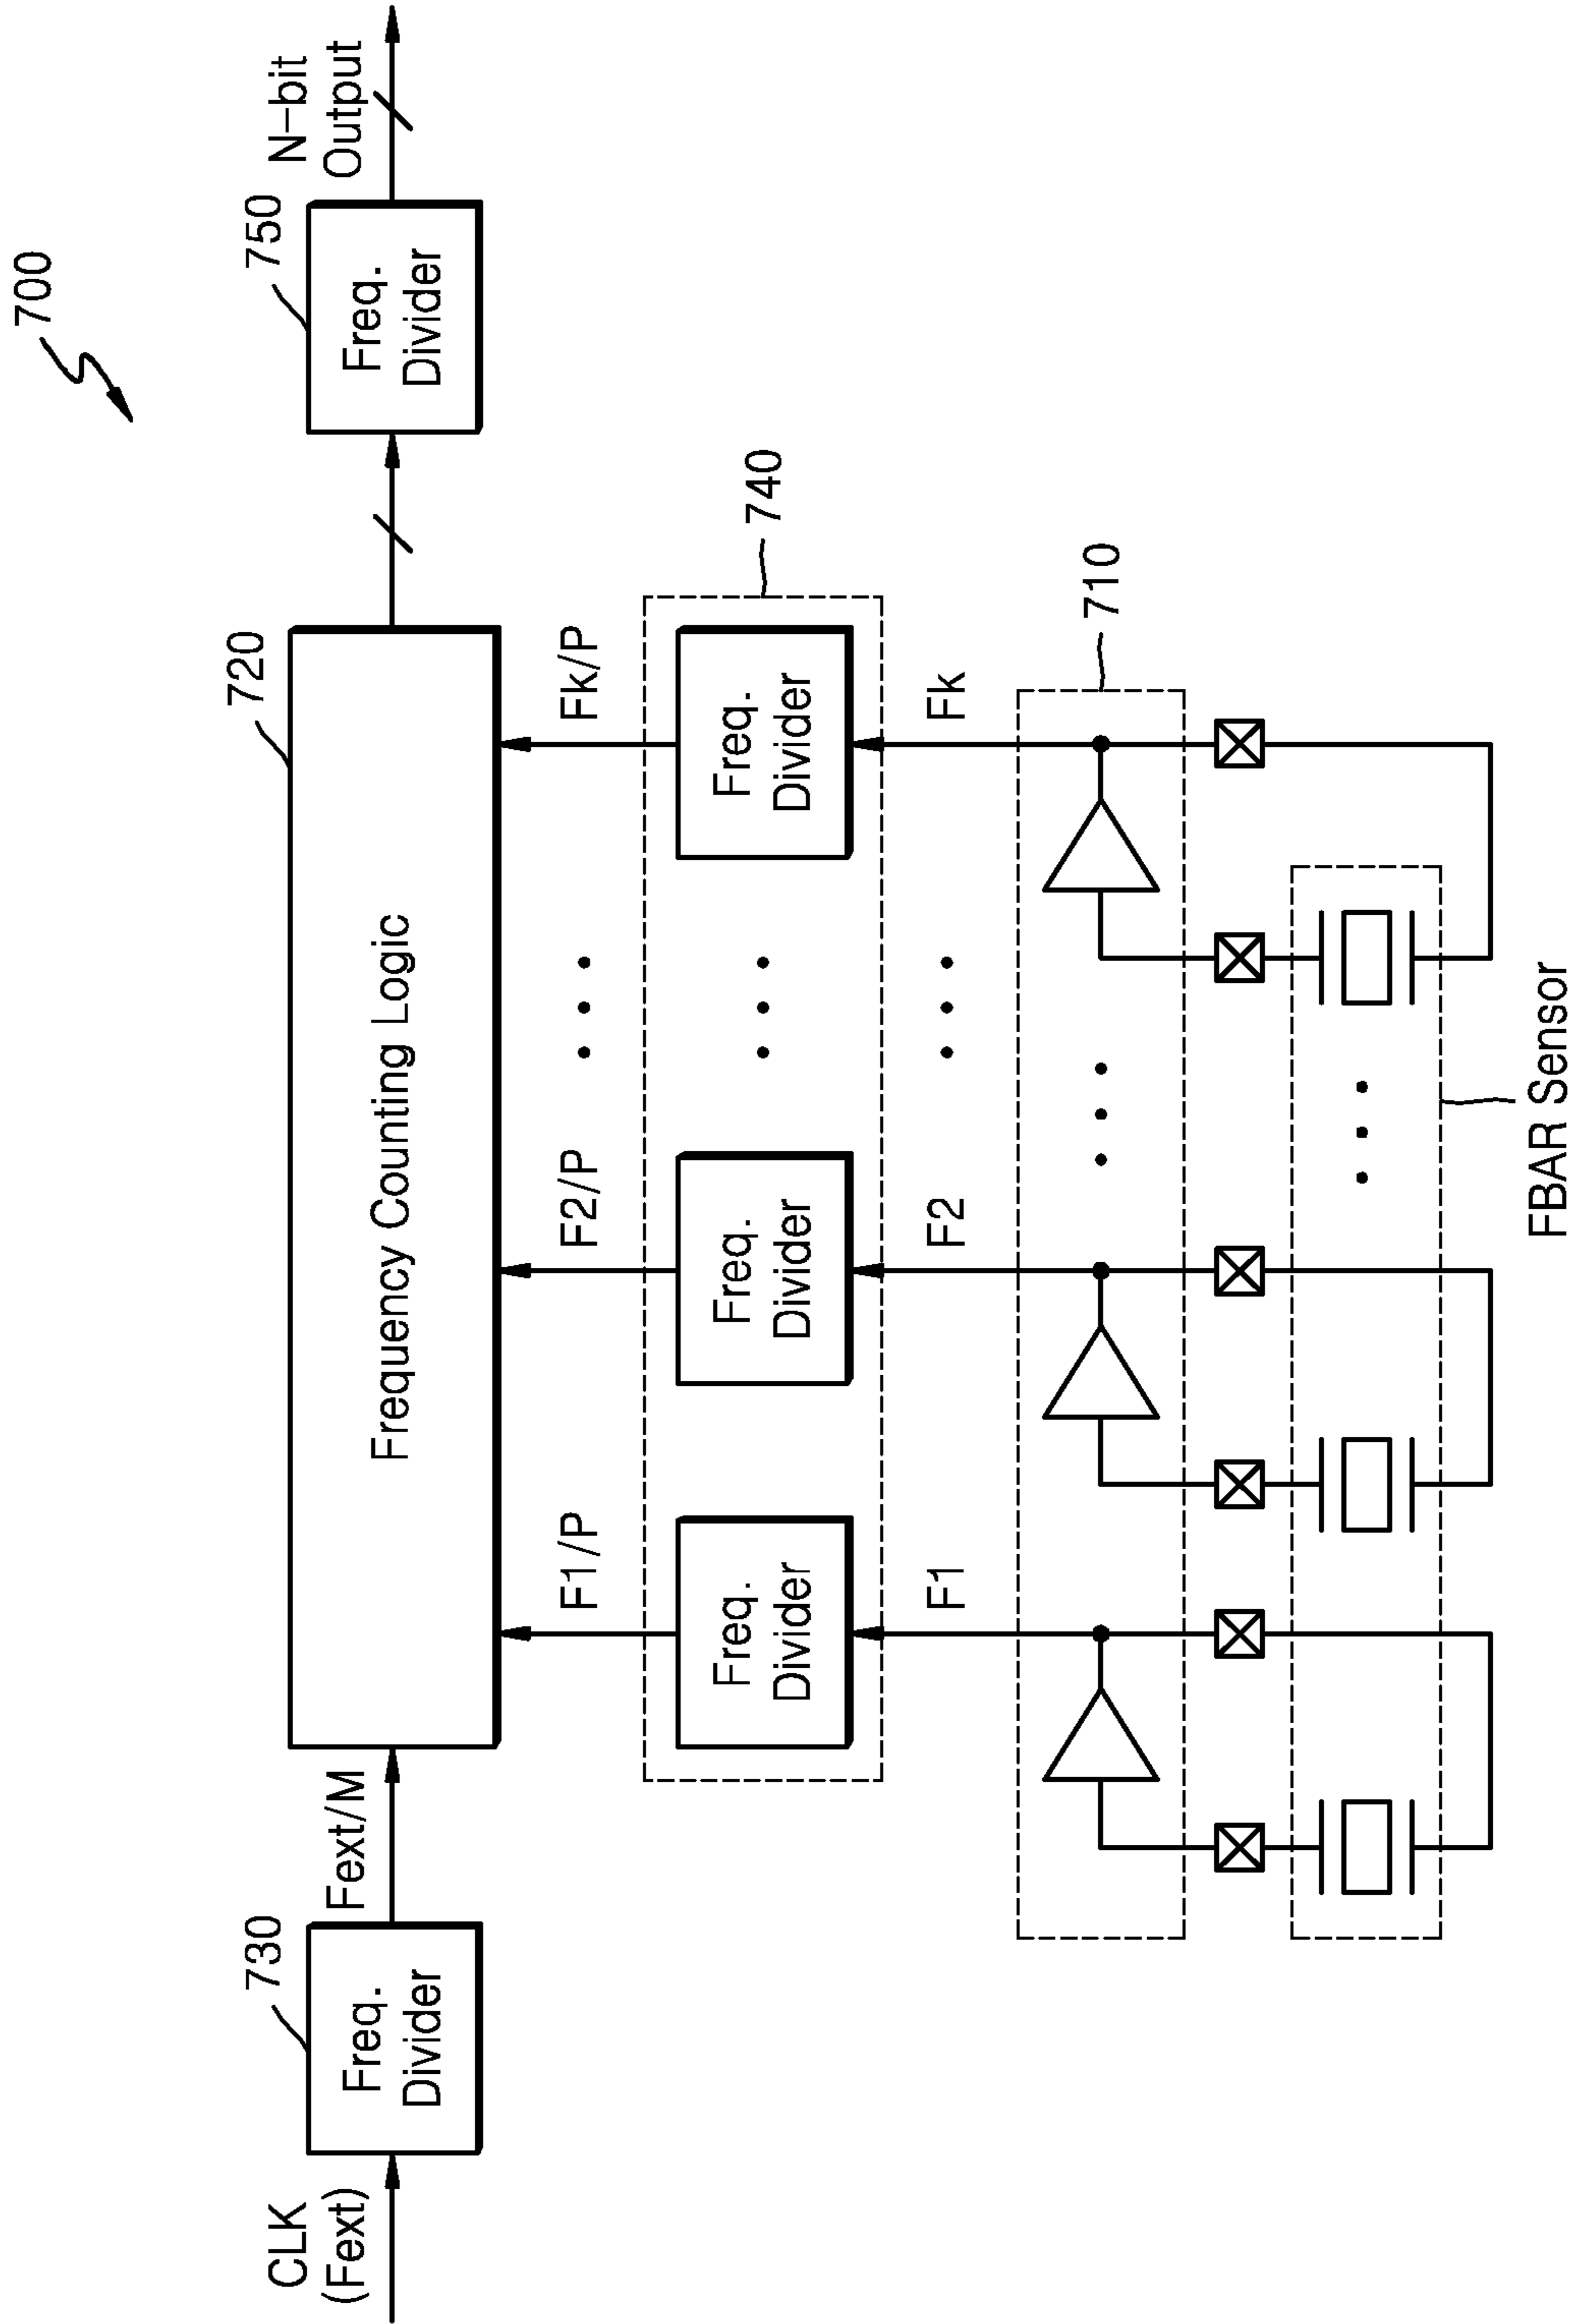 700
CLK
(Fext)
730
Freq.
Divider
Fext/M
720
Frequency Counting Logic
750
Freq.
Divider
N-bit
Output
F1/P
F2/P
Fk/P
740
Freq.
Divider
Freq.
Divider
Freq.
Divider
F1
F2
Fk
710
FBAR Sensor